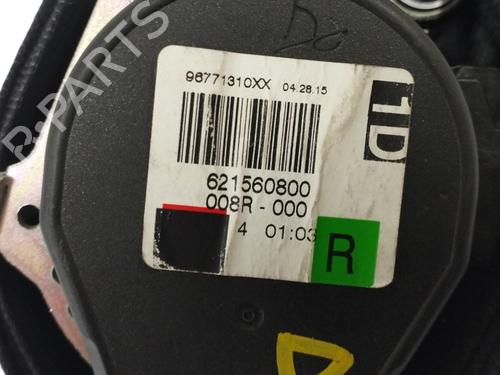 96771310XX 04.28.15
1D
621560800
008R - 000
4 01:03
R
R-PARTS